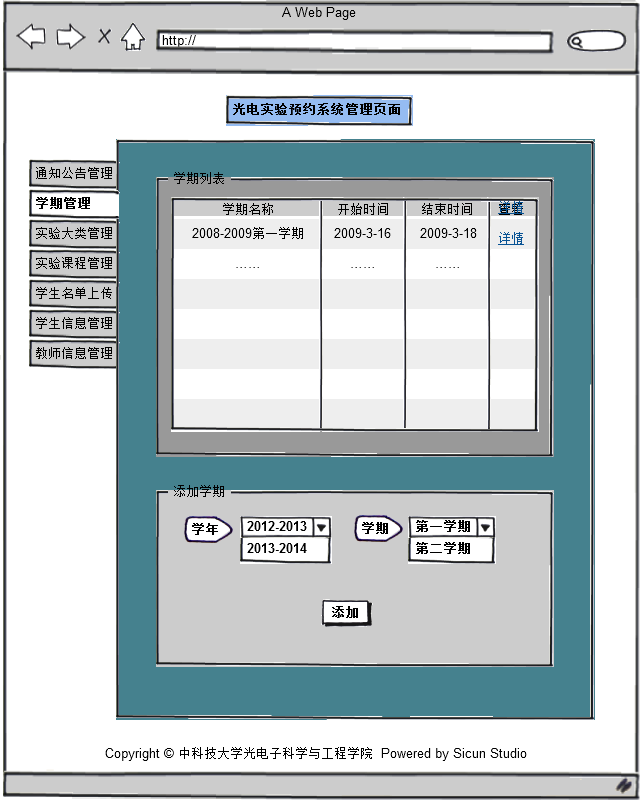 A Web Page
http://
光电实验预约系统管理页面
通知公告管理
学期管理
实验大类管理
实验课程管理
学生名单上传
学生信息管理
教师信息管理
学期列表
学期名称 开始时间 结束时间
2008-2009第一学期 2009-3-16 2009-3-18 详情
…… …… ……
添加学期
学年 2012-2013 学期 第一学期
2013-2014 第二学期
添加
Copyright © 中科技大学光电子科学与工程学院 Powered by Sicun Studio